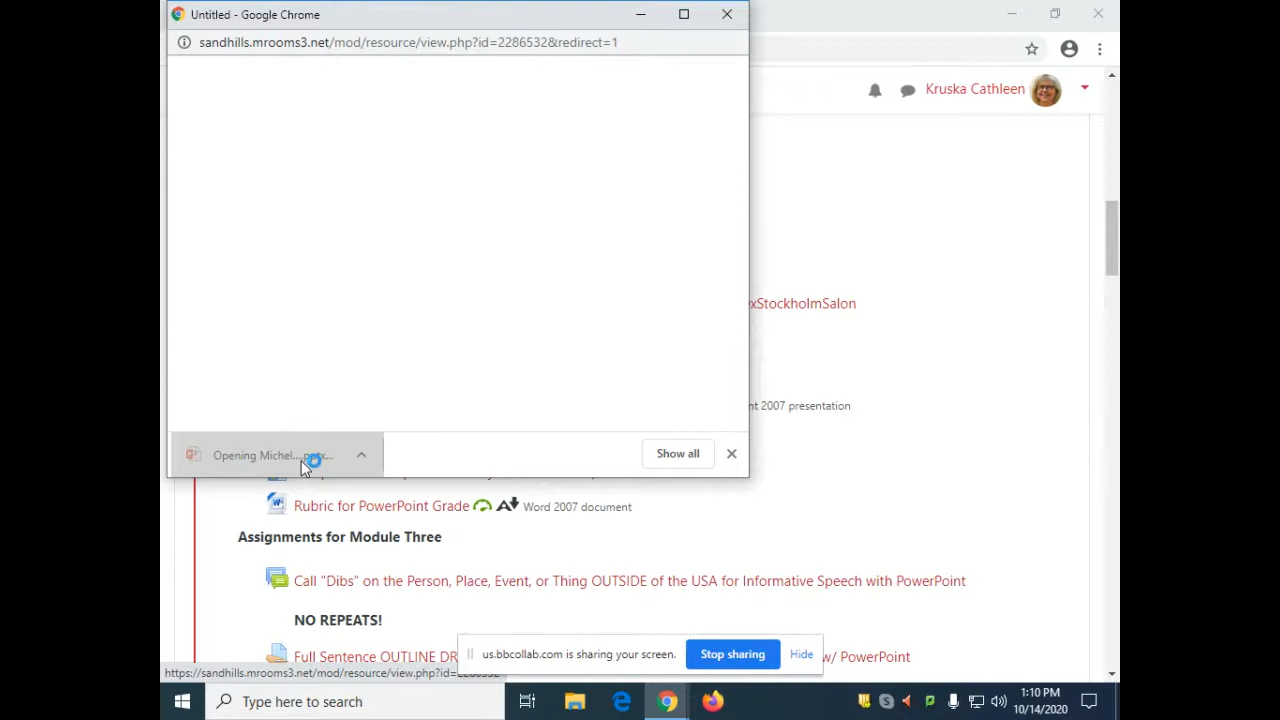 Untitled - Google Chrome
sandhills.mrooms3.net/mod/resource/view.php?id=2286532&redirect=1
Kruska Cathleen
xStockholmSalon
2007 presentation
Opening Michel....pptx...
Show all
Rubric for PowerPoint Grade Word 2007 document
Assignments for Module Three
Call "Dibs" on the Person, Place, Event, or Thing OUTSIDE of the USA for Informative Speech with PowerPoint
NO REPEATS!
us.bbcollab.com is sharing your screen. Stop sharing Hide
Full Sentence OUTLINE DR w/ PowerPoint
https://sandhills.mrooms3.net/mod/resource/view.php?id=2286532
Type here to search
1:10 PM
10/14/2020